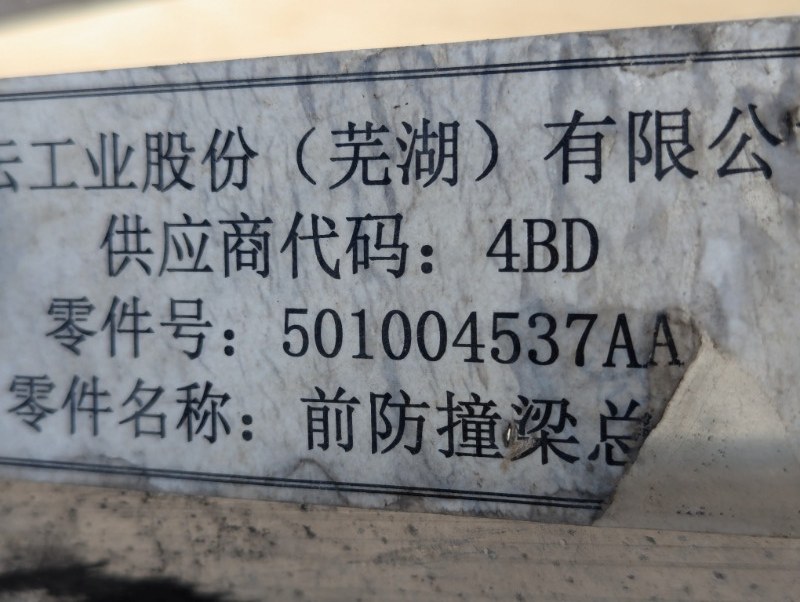 云工业股份（芜湖）有限公
供应商代码：4BD
零件号：501004537AA
零件名称：前防撞梁总